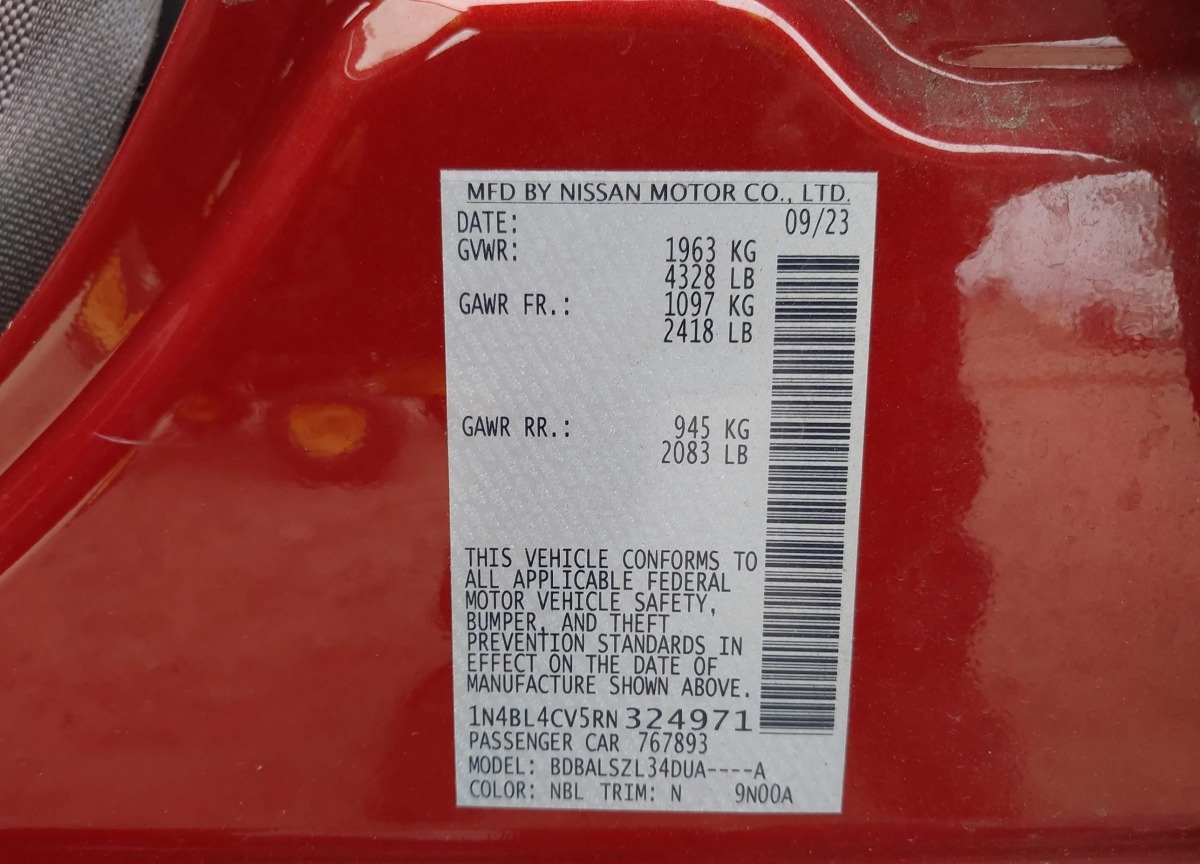 MFD BY NISSAN MOTOR CO., LTD.
DATE: 09/23
GVWR: 1963 KG
4328 LB
GAWR FR.: 1097 KG
2418 LB
GAWR RR.: 945 KG
2083 LB
THIS VEHICLE CONFORMS TO
ALL APPLICABLE FEDERAL
MOTOR VEHICLE SAFETY,
BUMPER, AND THEFT
PREVENTION STANDARDS IN
EFFECT ON THE DATE OF
MANUFACTURE SHOWN ABOVE.
1N4BL4CV5RN324971
PASSENGER CAR 767893
MODEL: BDBALSZL34DUA----A
COLOR: NBL TRIM: N 9N00A